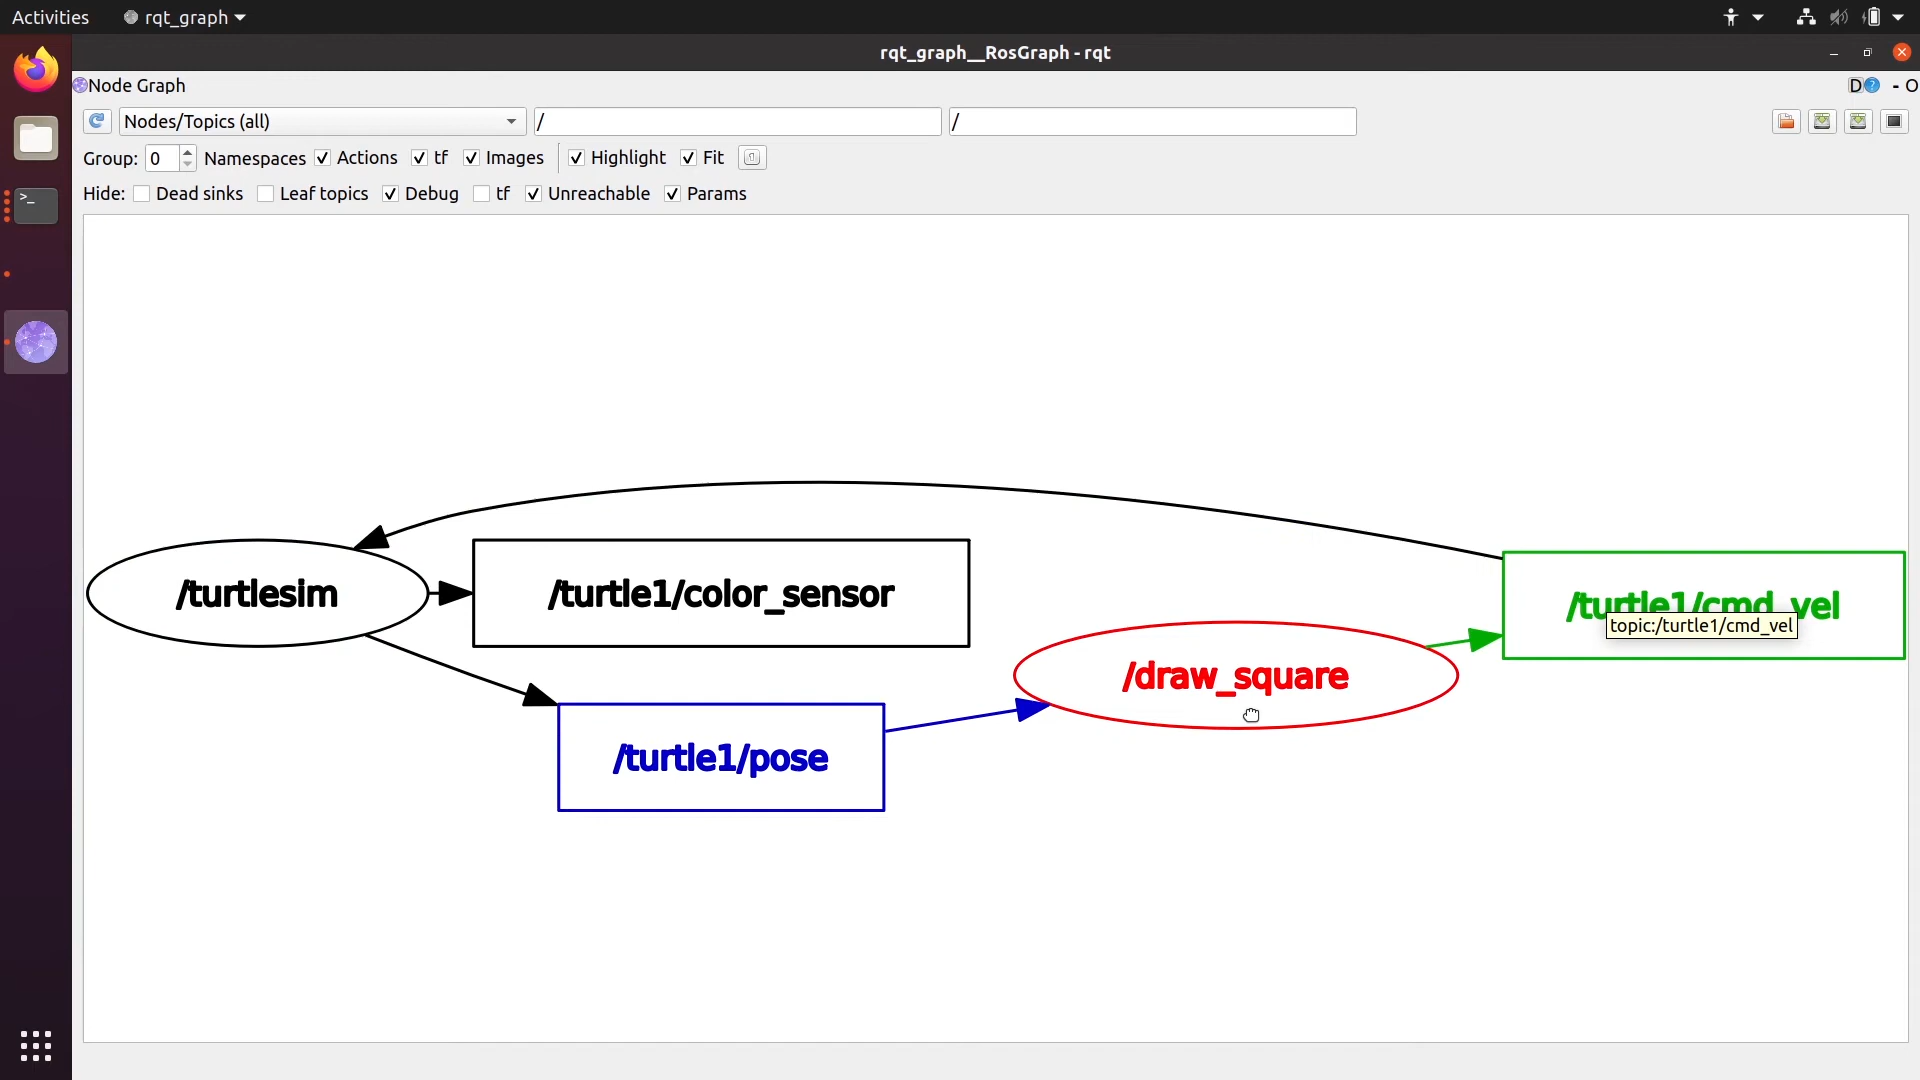 Activities rqt_graph
rqt_graph__RosGraph - rqt
Node Graph D ? - O
Nodes/Topics (all) / /
Group: 0 Namespaces Actions tf Images Highlight Fit
Hide: Dead sinks Leaf topics Debug tf Unreachable Params
/turtlesim
/turtle1/color_sensor
/turtle1/cmd_vel
topic:/turtle1/cmd_vel
/draw_square
/turtle1/pose